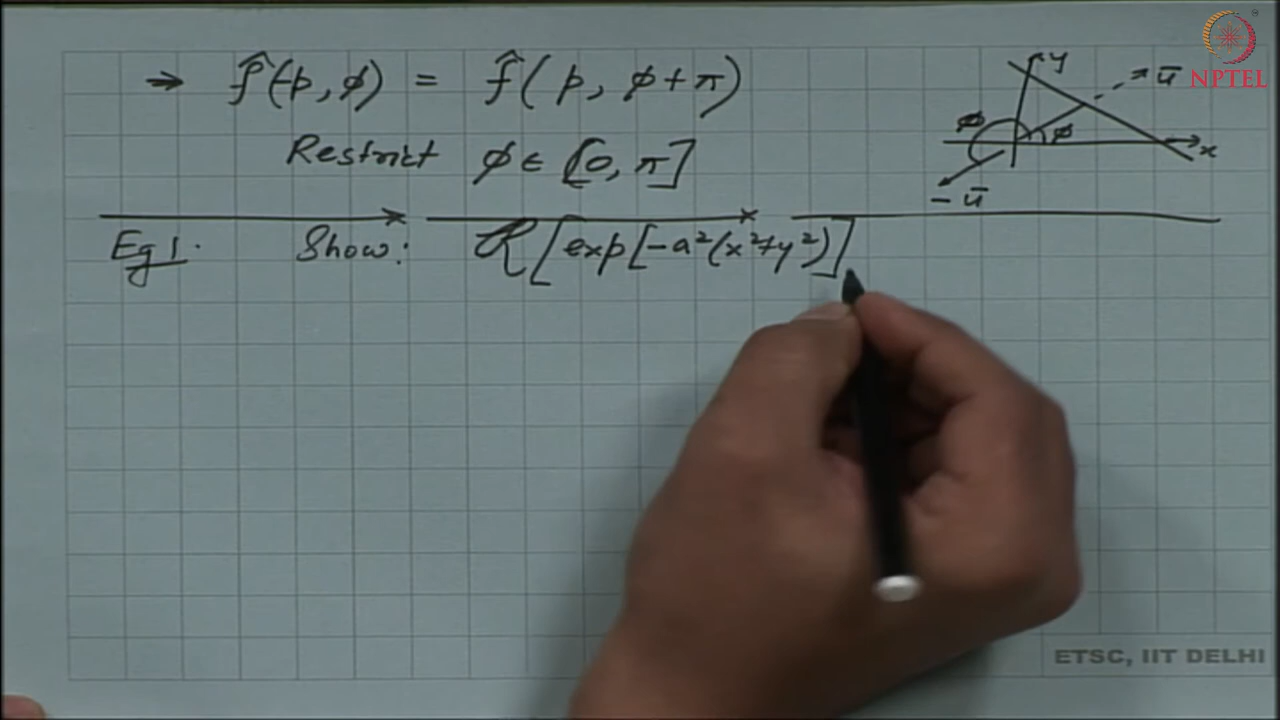 → f̂(-p, φ) = f̂(p, φ+π)
Restrict φ ∈ [0, π]
Eg 1. Show: R[exp[-a²(x²+y²)]
y
ū
φ
φ
x
-ū
NPTEL
ETSC, IIT DELHI